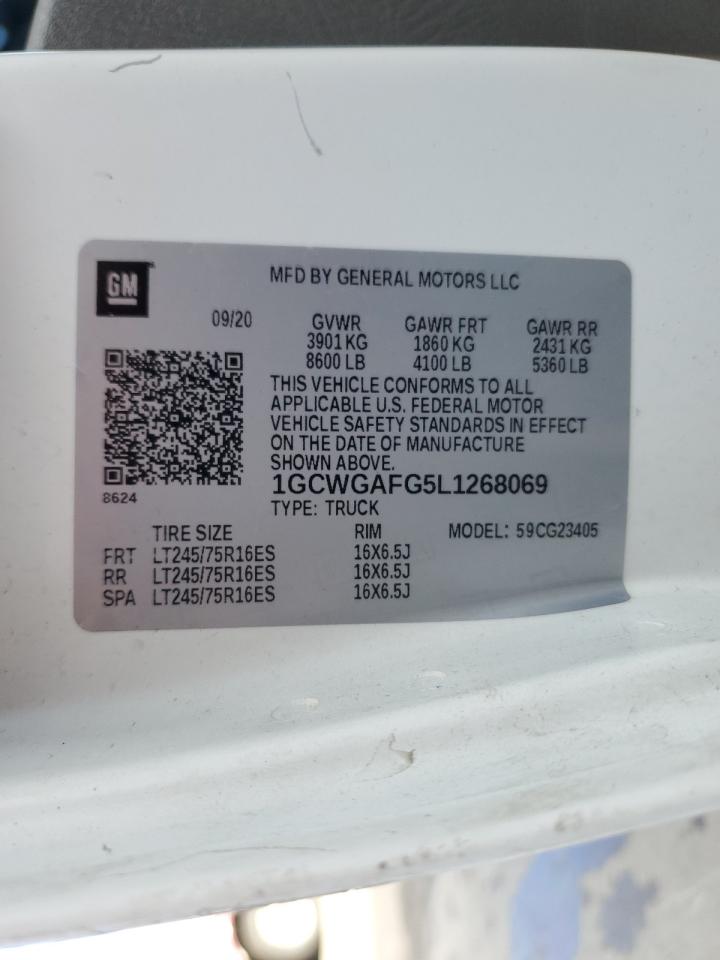 GM
MFD BY GENERAL MOTORS LLC
09/20 GVWR GAWR FRT GAWR RR
3901 KG 1860 KG 2431 KG
8600 LB 4100 LB 5360 LB
THIS VEHICLE CONFORMS TO ALL
APPLICABLE U.S. FEDERAL MOTOR
VEHICLE SAFETY STANDARDS IN EFFECT
ON THE DATE OF MANUFACTURE
SHOWN ABOVE.
8624
1GCWGAFG5L1268069
TYPE: TRUCK
TIRE SIZE RIM MODEL: 59CG23405
FRT LT245/75R16ES 16X6.5J
RR LT245/75R16ES 16X6.5J
SPA LT245/75R16ES 16X6.5J